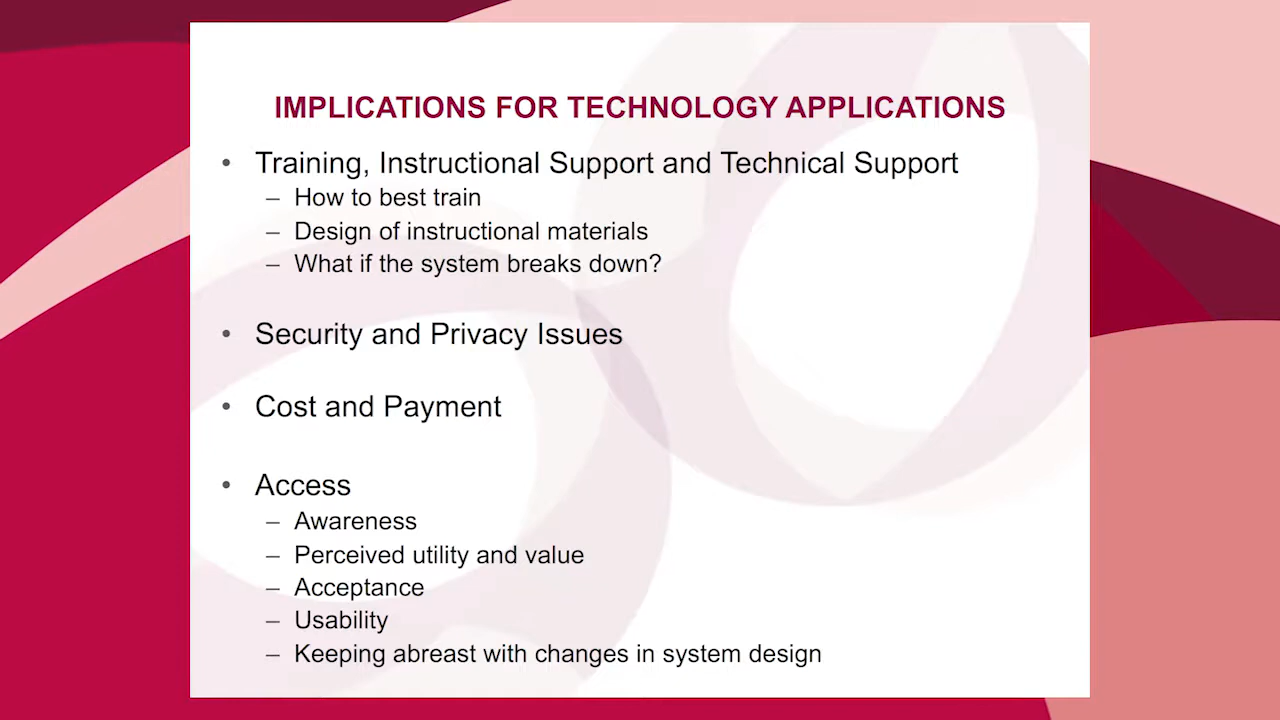 IMPLICATIONS FOR TECHNOLOGY APPLICATIONS
• Training, Instructional Support and Technical Support
– How to best train
– Design of instructional materials
– What if the system breaks down?
• Security and Privacy Issues
• Cost and Payment
• Access
– Awareness
– Perceived utility and value
– Acceptance
– Usability
– Keeping abreast with changes in system design